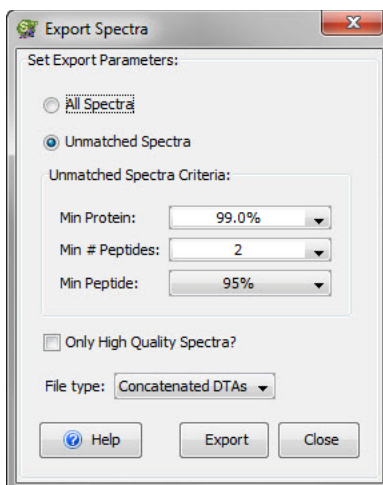 Export Spectra
Set Export Parameters:
All Spectra
Unmatched Spectra
Unmatched Spectra Criteria:
Min Protein: 99.0%
Min # Peptides: 2
Min Peptide: 95%
Only High Quality Spectra?
File type: Concatenated DTAs
Help Export Close